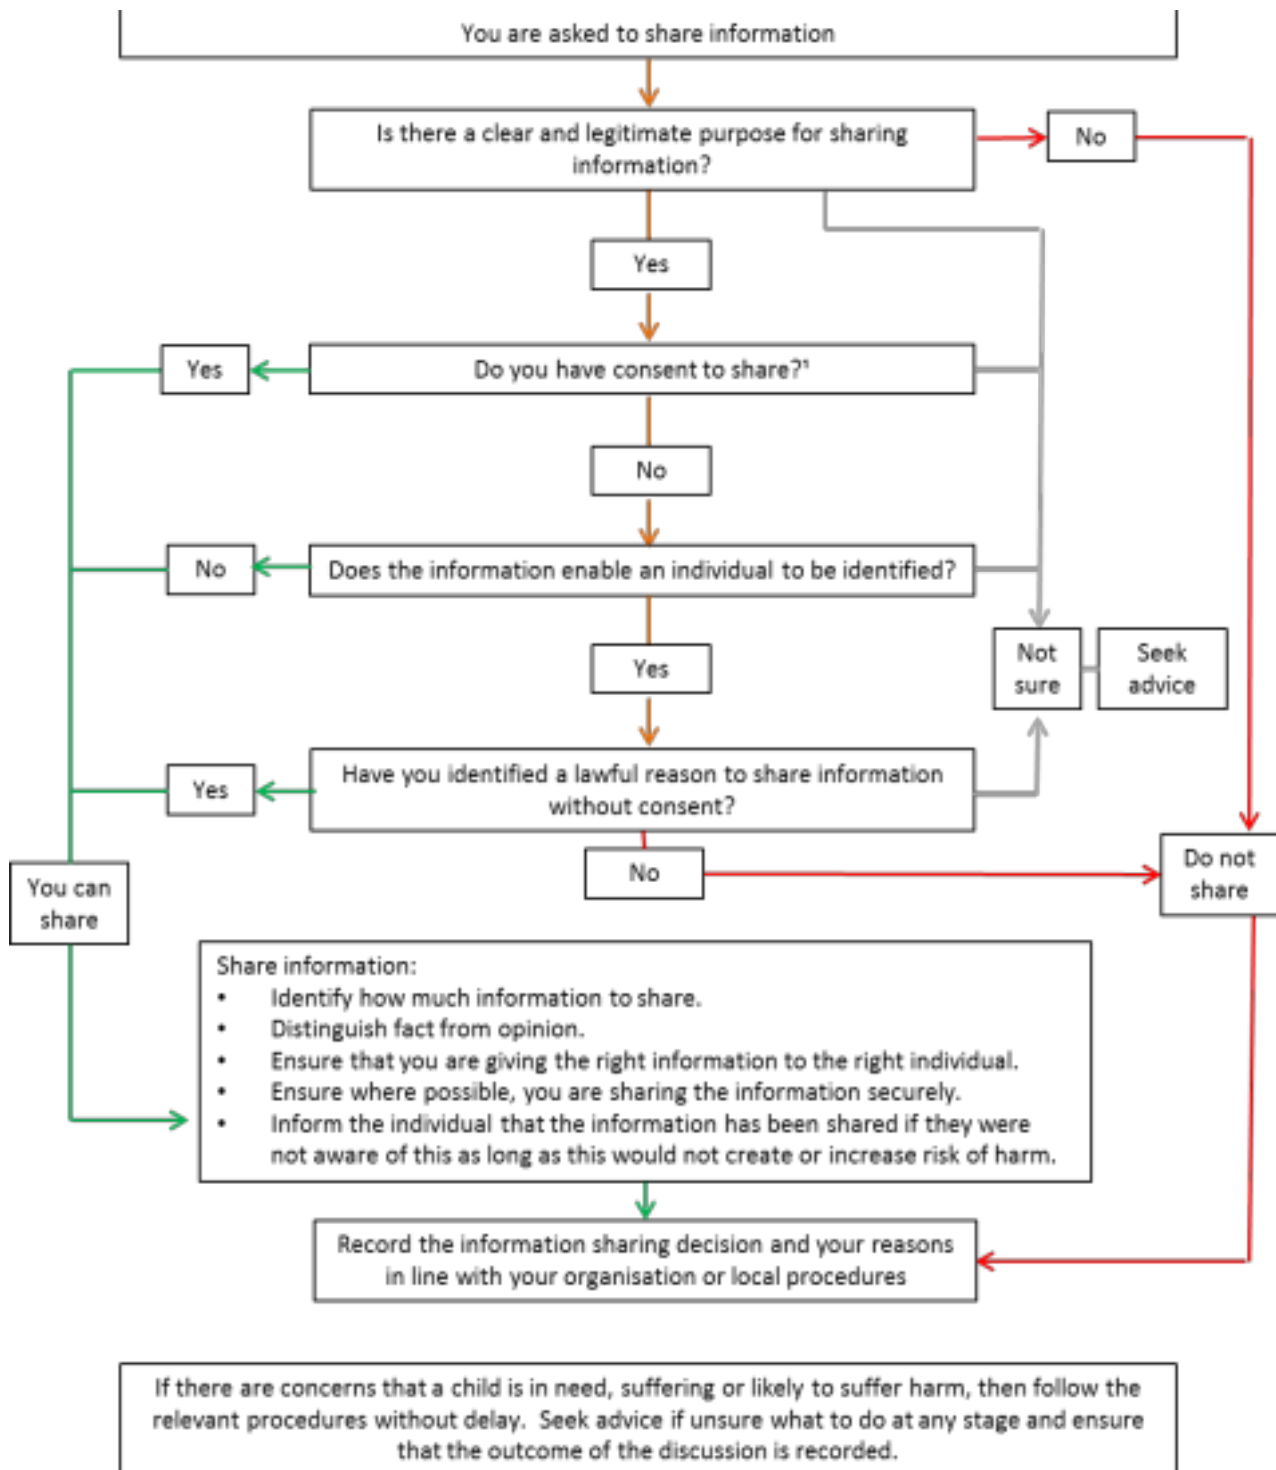 You are asked to share information
Is there a clear and legitimate purpose for sharing
information?
No
Yes
Yes
Do you have consent to share?¹
No
No
Does the information enable an individual to be identified?
Yes
Not
sure
Seek
advice
Yes
Have you identified a lawful reason to share information
without consent?
No
Do not
share
You can
share
Share information:
• Identify how much information to share.
• Distinguish fact from opinion.
• Ensure that you are giving the right information to the right individual.
• Ensure where possible, you are sharing the information securely.
• Inform the individual that the information has been shared if they were
not aware of this as long as this would not create or increase risk of harm.
Record the information sharing decision and your reasons
in line with your organisation or local procedures
If there are concerns that a child is in need, suffering or likely to suffer harm, then follow the
relevant procedures without delay. Seek advice if unsure what to do at any stage and ensure
that the outcome of the discussion is recorded.